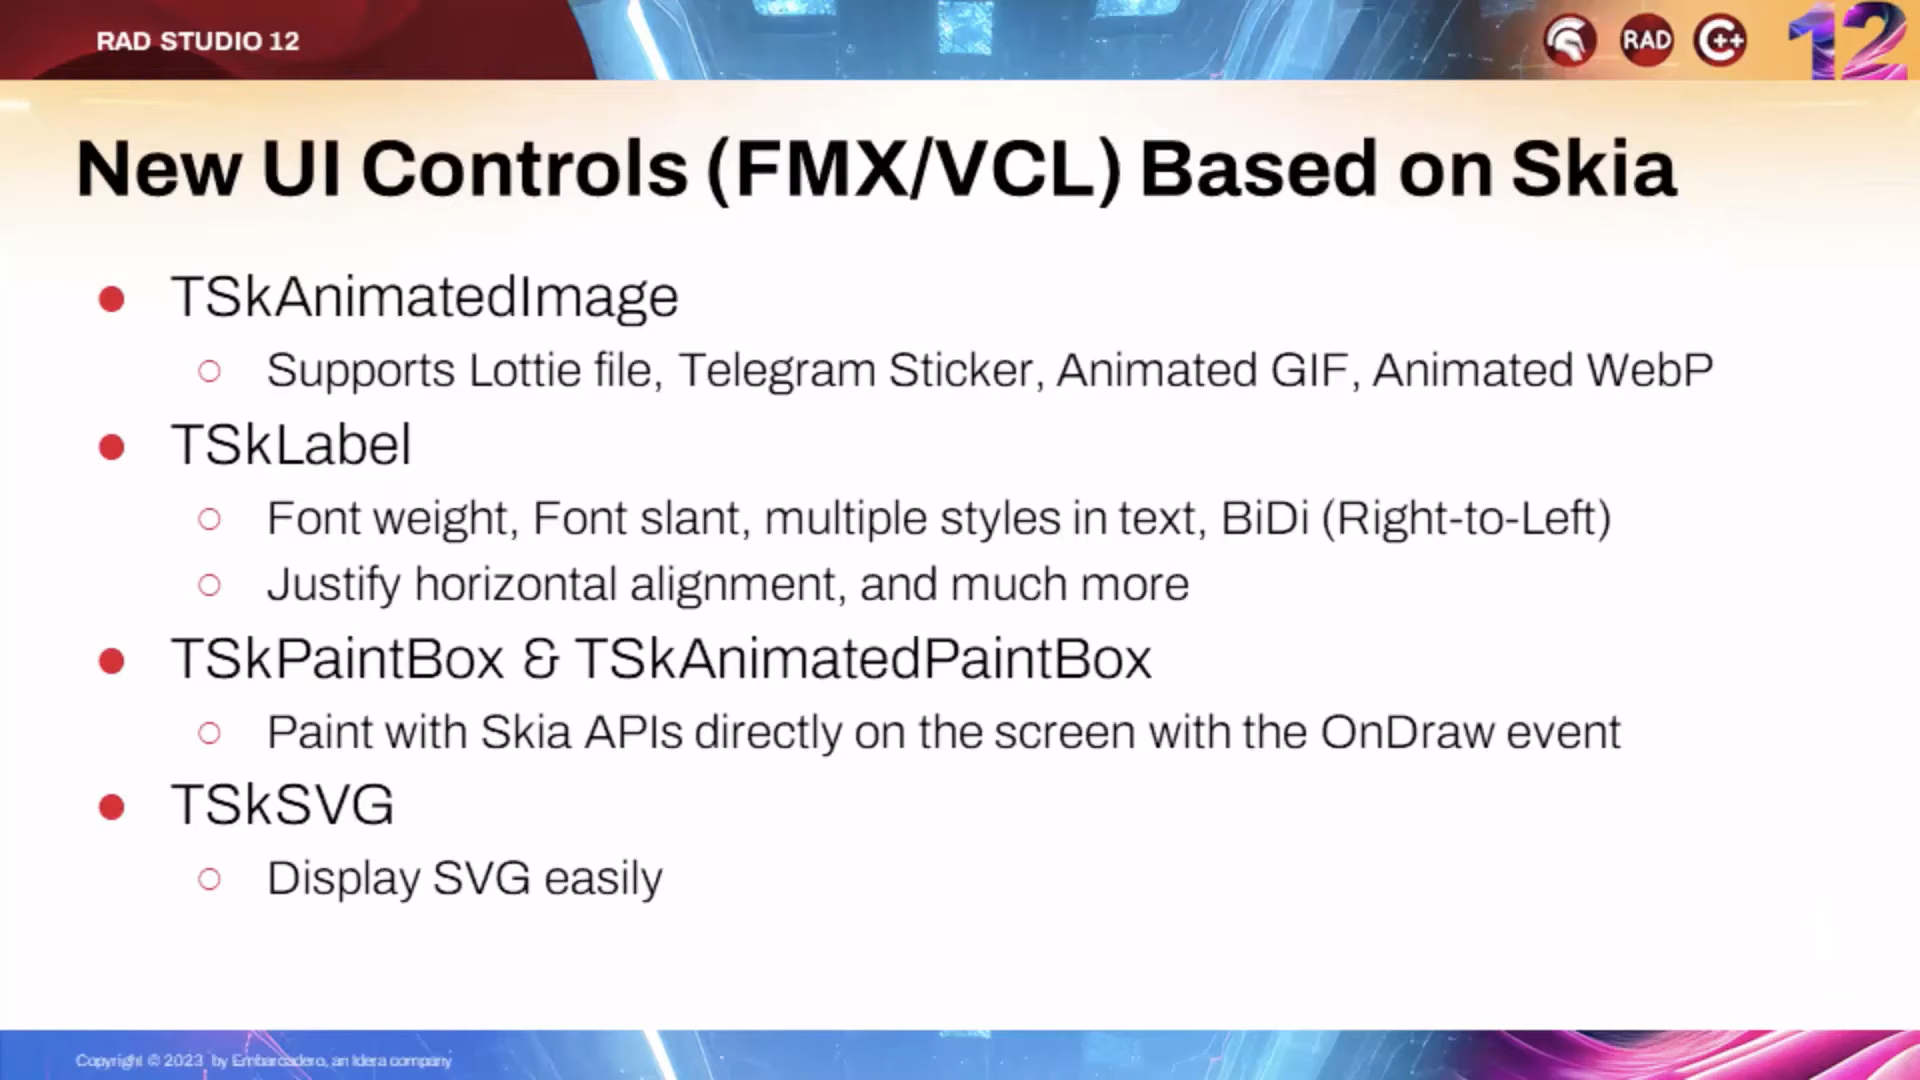 RAD STUDIO 12
RAD
C++
12
New UI Controls (FMX/VCL) Based on Skia
TSkAnimatedImage
Supports Lottie file, Telegram Sticker, Animated GIF, Animated WebP
TSkLabel
Font weight, Font slant, multiple styles in text, BiDi (Right-to-Left)
Justify horizontal alignment, and much more
TSkPaintBox & TSkAnimatedPaintBox
Paint with Skia APIs directly on the screen with the OnDraw event
TSkSVG
Display SVG easily
Copyright © 2023 by Embarcadero, an Idera company